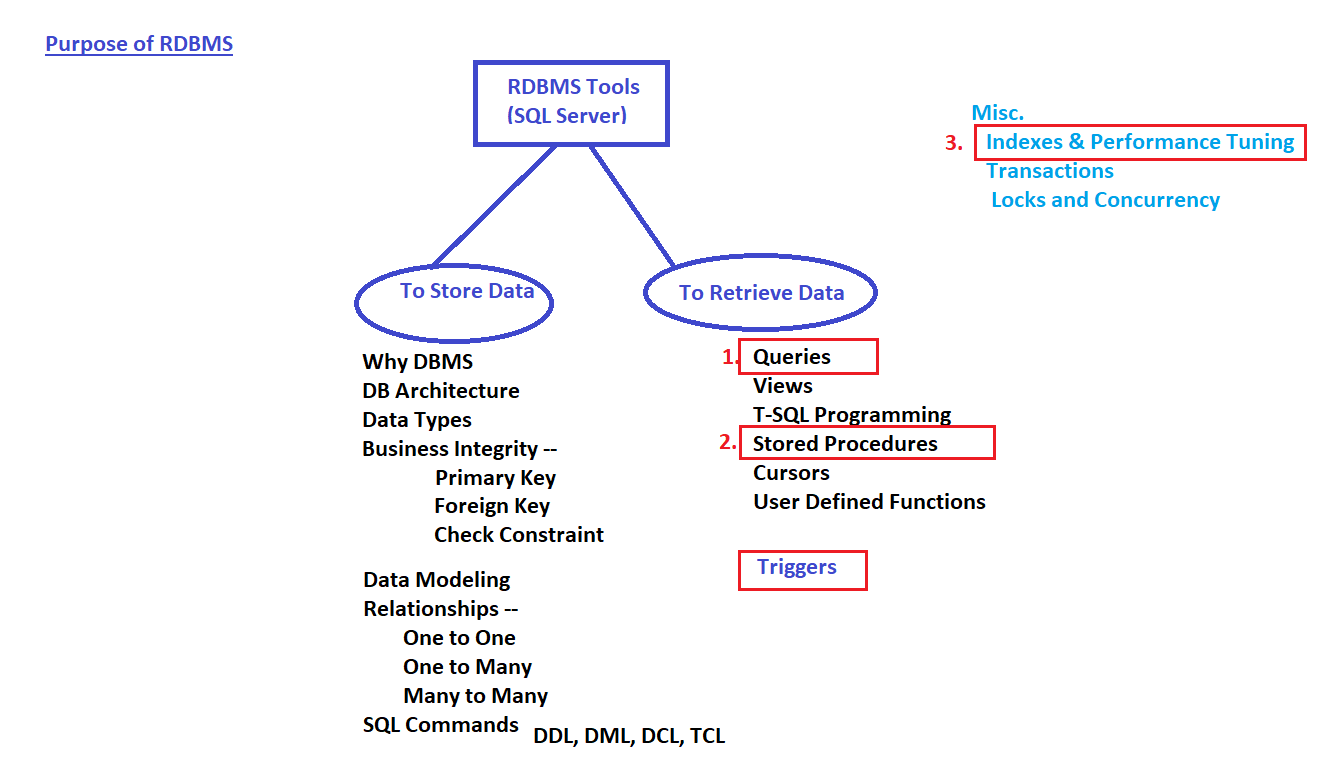 Purpose of RDBMS
RDBMS Tools
(SQL Server)
Misc.
3. Indexes & Performance Tuning
Transactions
Locks and Concurrency
To Store Data
Why DBMS
DB Architecture
Data Types
Business Integrity --
Primary Key
Foreign Key
Check Constraint
Data Modeling
Relationships --
One to One
One to Many
Many to Many
SQL Commands DDL, DML, DCL, TCL
To Retrieve Data
1. Queries
Views
T-SQL Programming
2. Stored Procedures
Cursors
User Defined Functions
Triggers